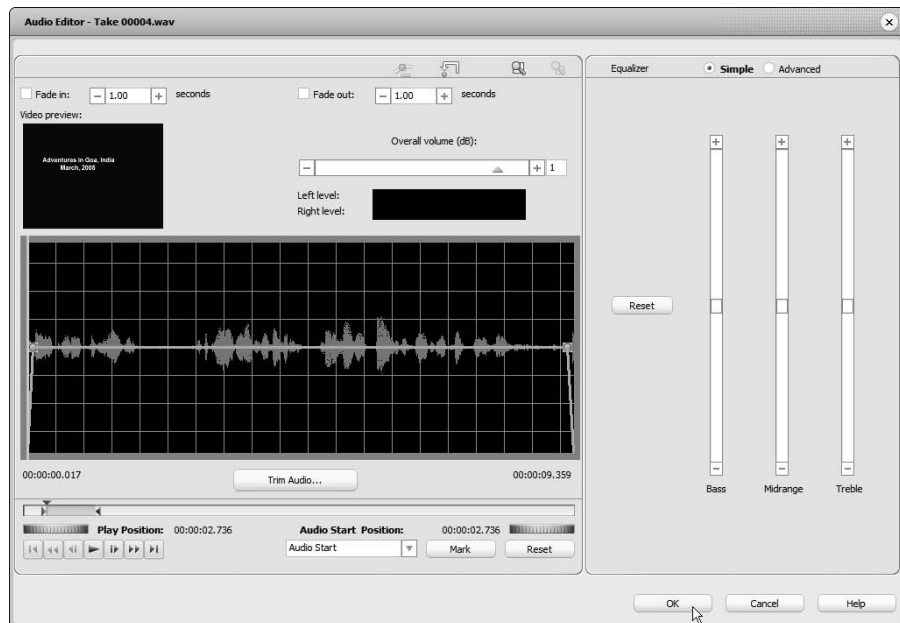 Audio Editor - Take 00004.wav
Equalizer Simple Advanced
Fade in: - 1.00 + seconds Fade out: - 1.00 + seconds
Video preview:
Adventures in Goa, India
March, 2005
Overall volume (dB):
- + 1
Left level:
Right level:
+ + +
Reset
- - -
Bass Midrange Treble
00:00:00.017 Trim Audio... 00:00:09.359
Play Position: 00:00:02.736 Audio Start Position: 00:00:02.736
Audio Start Mark Reset
OK Cancel Help